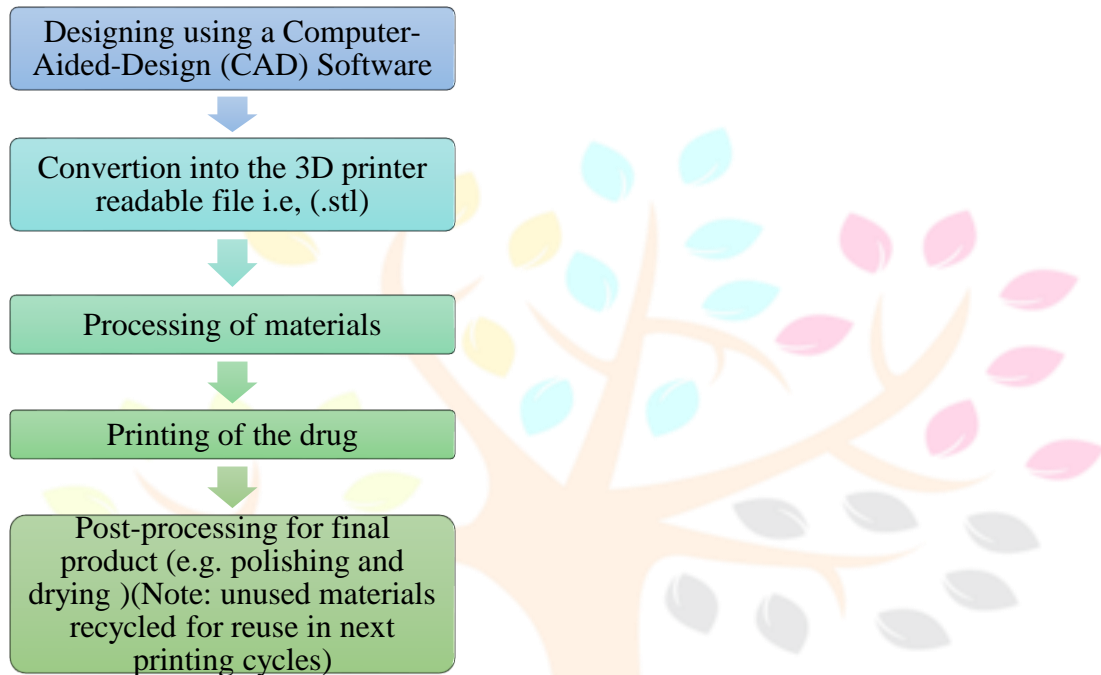 Designing using a Computer-
Aided-Design (CAD) Software
Convertion into the 3D printer
readable file i.e, (.stl)
Processing of materials
Printing of the drug
Post-processing for final
product (e.g. polishing and
drying )(Note: unused materials
recycled for reuse in next
printing cycles)